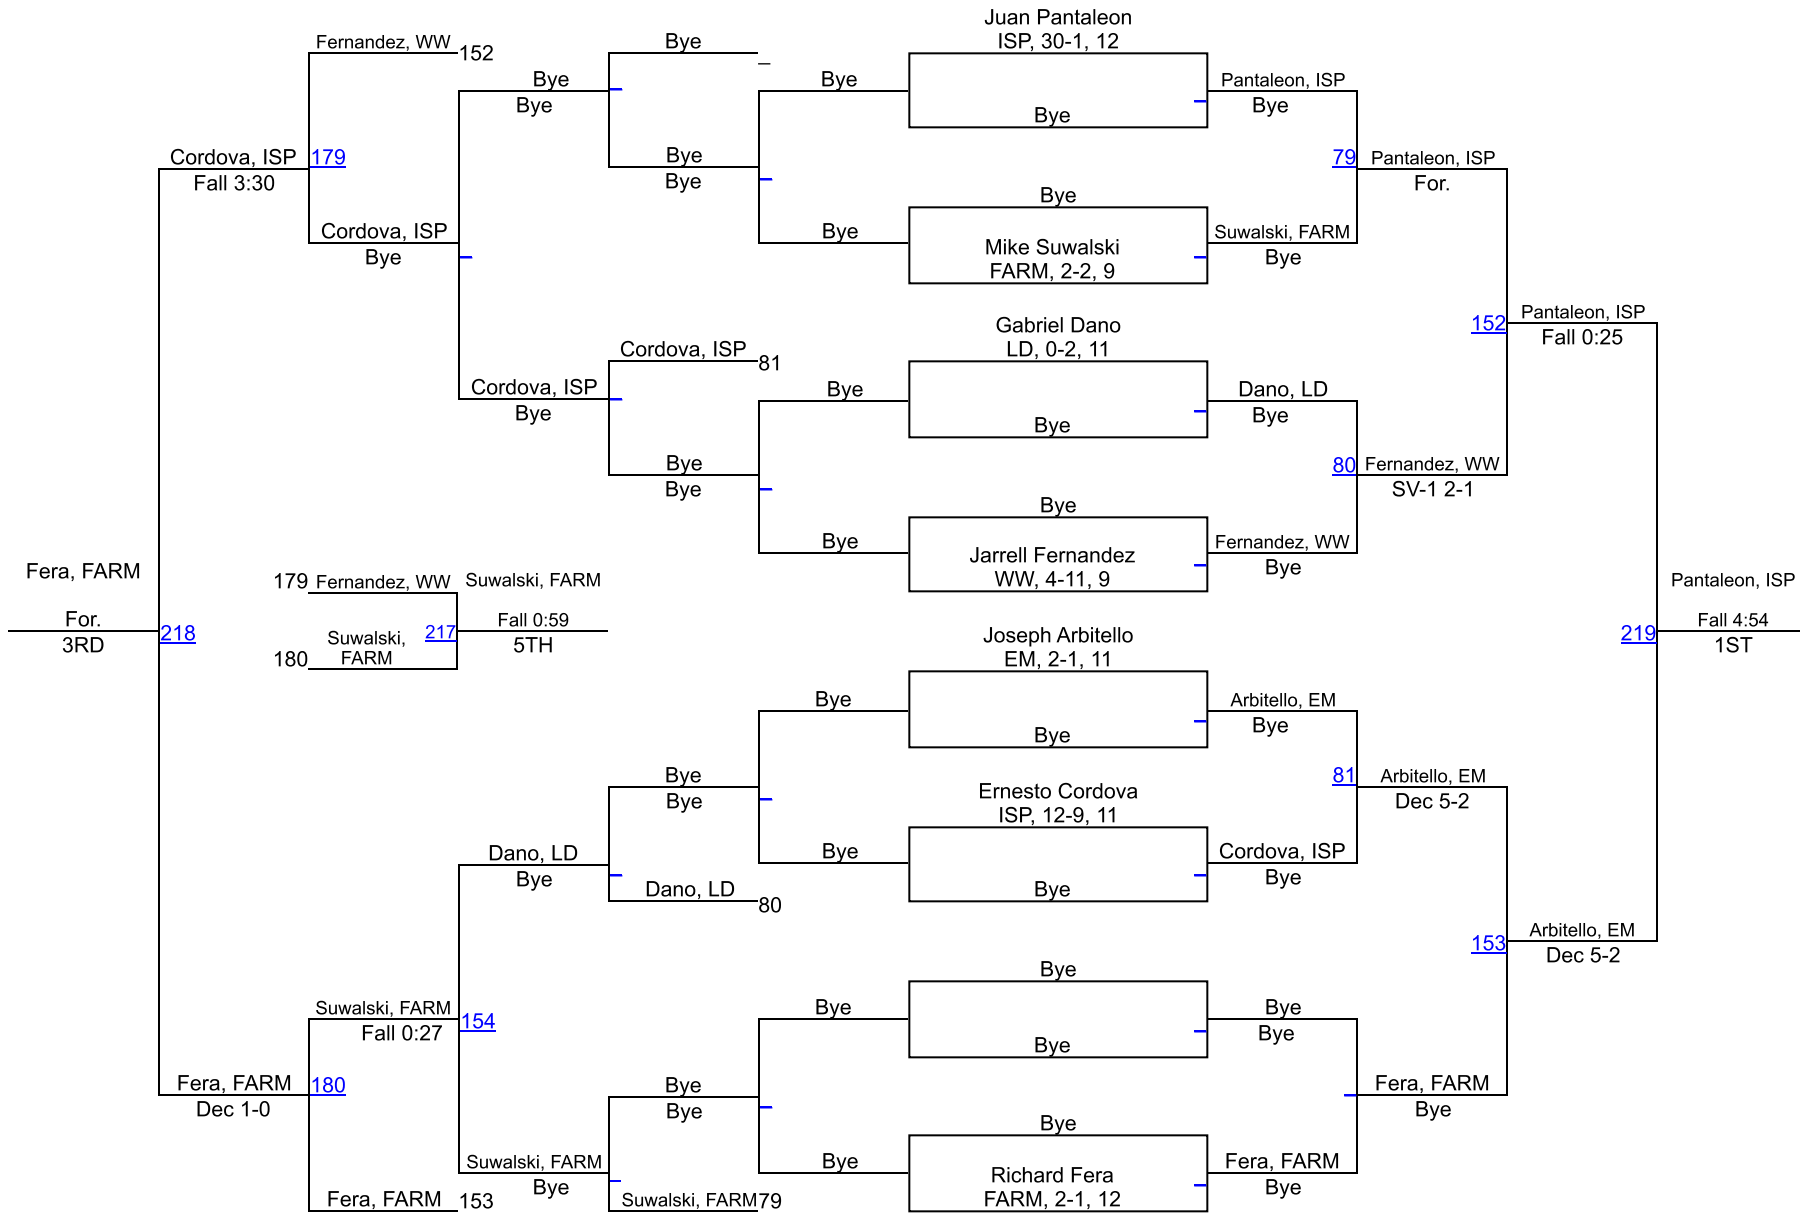 Juan Pantaleon
ISP, 30-1, 12
Fernandez, WW
152
Bye
_
Bye
Bye
Bye
Pantaleon, ISP
Bye
Bye
Bye
Cordova, ISP
179
Fall 3:30
Bye
Bye
79
Pantaleon, ISP
For.
Bye
Cordova, ISP
Bye
Bye
Mike Suwalski
FARM, 2-2, 9
Suwalski, FARM
Bye
Gabriel Dano
LD, 0-2, 11
152
Pantaleon, ISP
Fall 0:25
Cordova, ISP
81
Cordova, ISP
Bye
Bye
Bye
Dano, LD
Bye
Bye
Bye
80
Fernandez, WW
SV-1 2-1
Bye
Bye
Jarrell Fernandez
WW, 4-11, 9
Fernandez, WW
Bye
Fera, FARM
For.
3RD
218
179
Fernandez, WW
Suwalski, FARM
Suwalski,
FARM
180
217
Fall 0:59
5TH
Pantaleon, ISP
219
Fall 4:54
1ST
Joseph Arbitello
EM, 2-1, 11
Bye
Bye
Arbitello, EM
Bye
Bye
Bye
Ernesto Cordova
ISP, 12-9, 11
81
Arbitello, EM
Dec 5-2
Dano, LD
Bye
Dano, LD
80
Bye
Bye
Cordova, ISP
Bye
153
Arbitello, EM
Dec 5-2
Bye
Suwalski, FARM
Fall 0:27
154
Bye
Bye
Bye
Bye
Fera, FARM
Dec 1-0
180
Bye
Bye
Bye
Fera, FARM
Bye
Suwalski, FARM
Bye
Bye
Richard Fera
FARM, 2-1, 12
Fera, FARM
Bye
Fera, FARM
153
Suwalski, FARM
79